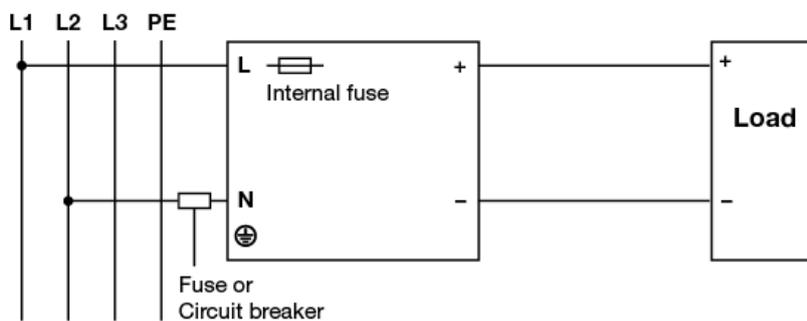 L1 L2 L3 PE
L
Internal fuse
+
+
Load
N
−
−
Fuse or
Circuit breaker